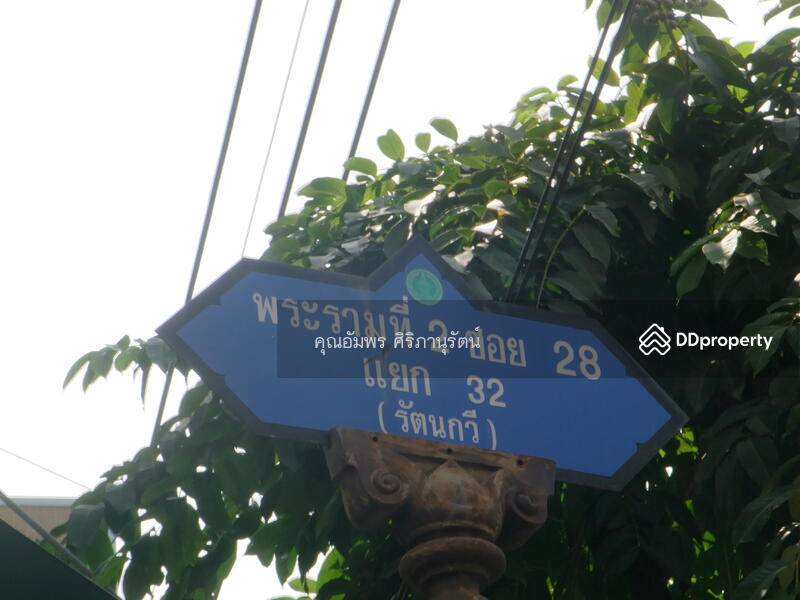 พระรามที่ 2 ซอย 28
คุณอัมพร ศิริภานุรัตน์
DDproperty
แยก 32
(รัตนกวี)